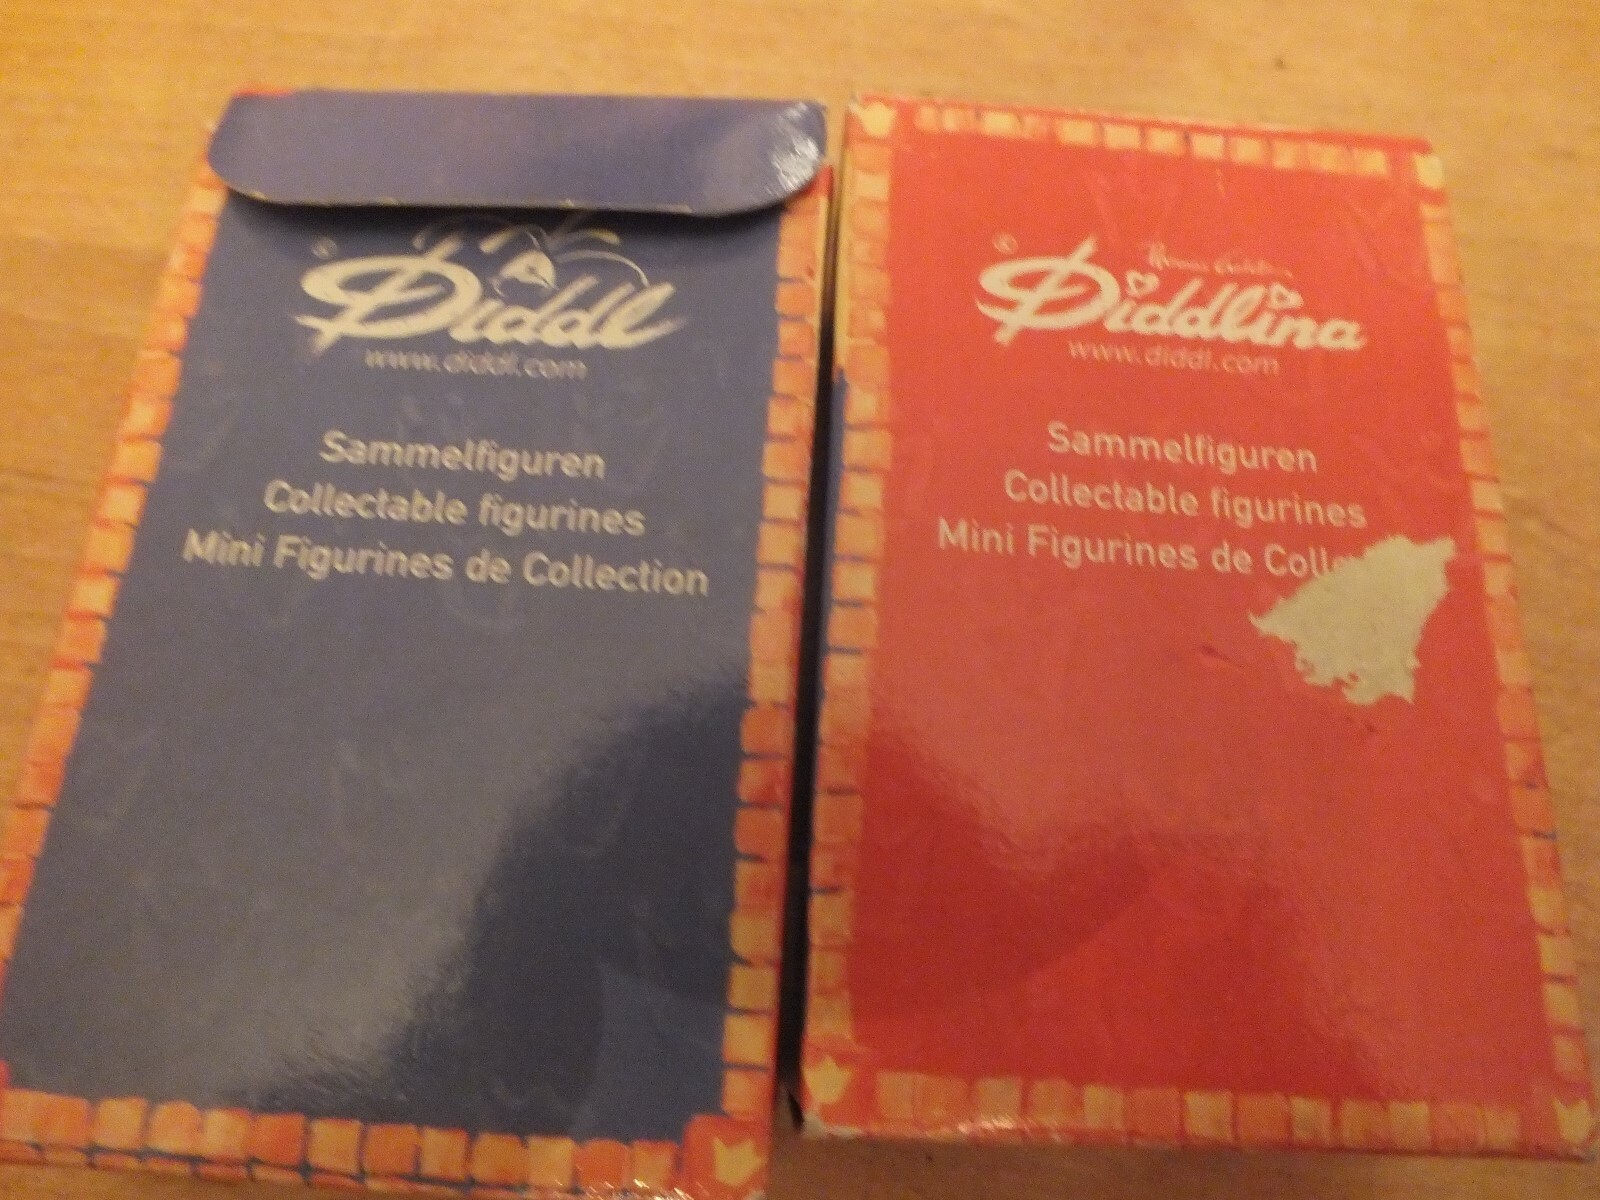 © Diddl
www.diddl.com
Sammelfiguren
Collectable figurines
Mini Figurines de Collection
© Diddlina
www.diddl.com
Sammelfiguren
Collectable figurines
Mini Figurines de